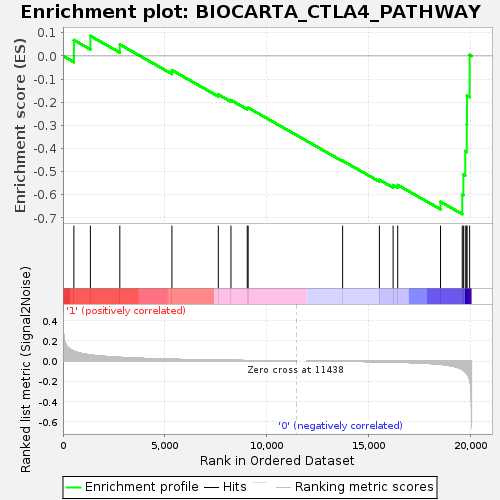 Enrichment plot: BIOCARTA_CTLA4_PATHWAY
Enrichment score (ES)
0.1
0.0
-0.1
-0.2
-0.3
-0.4
-0.5
-0.6
-0.7
'1' (positively correlated)
Ranked list metric (Signal2Noise)
0.4
0.2
0.0
-0.2
-0.4
-0.6
Zero cross at 11438
'0' (negatively correlated)
0
5,000
10,000
15,000
20,000
Rank in Ordered Dataset
Enrichment profile
Hits
Ranking metric scores